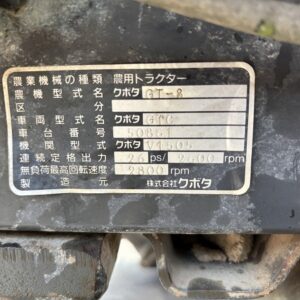 農業機械の種類 農用トラクター
農機型式名 クボタ GT-8
区分
車両型式名 クボタ GTC
車台番号 50851
機関型式 クボタ V1505
連続定格出力 26 ps/2600 rpm
無負荷最高回転速度 2800 rpm
製造元 株式会社クボタ